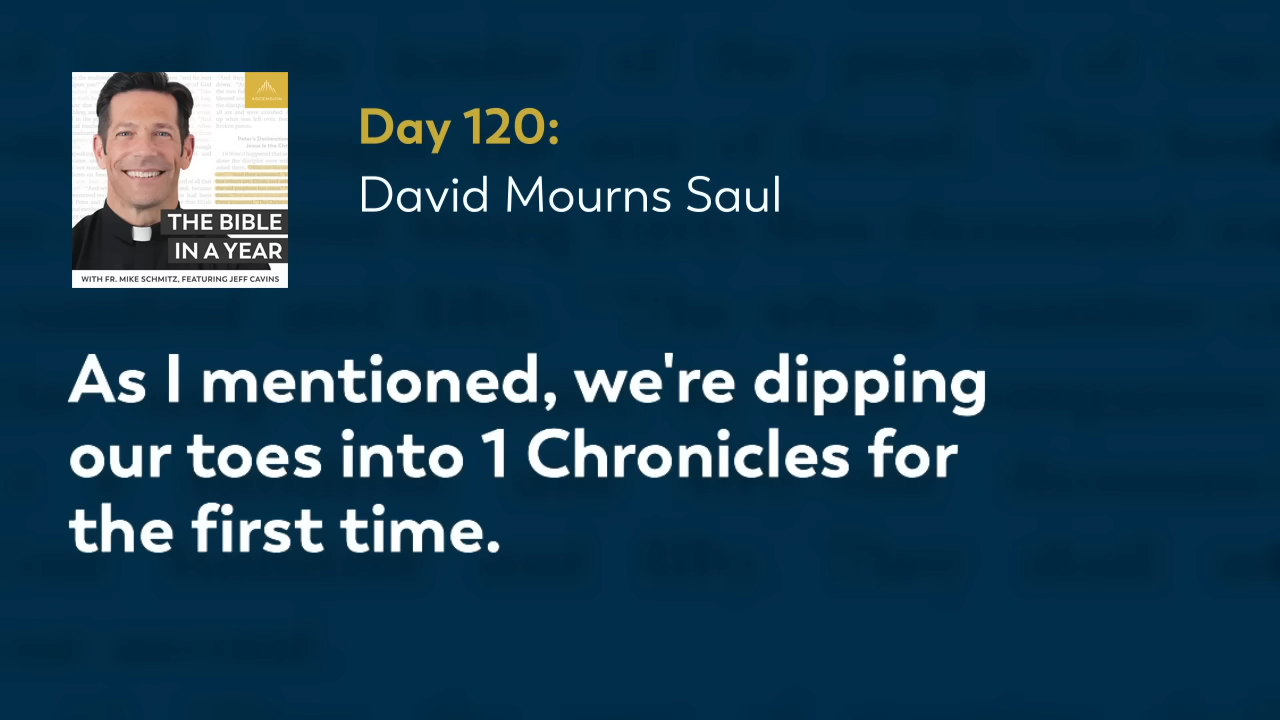 THE BIBLE
IN A YEAR
WITH FR. MIKE SCHMITZ, FEATURING JEFF CAVINS
Day 120:
David Mourns Saul
As I mentioned, we're dipping
our toes into 1 Chronicles for
the first time.